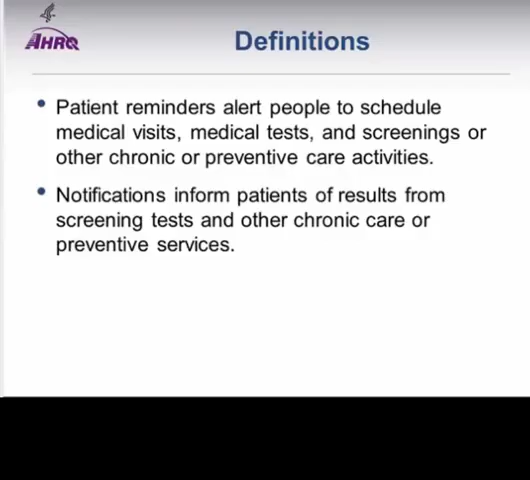 AHRQ
Definitions
• Patient reminders alert people to schedule
medical visits, medical tests, and screenings or
other chronic or preventive care activities.
• Notifications inform patients of results from
screening tests and other chronic care or
preventive services.